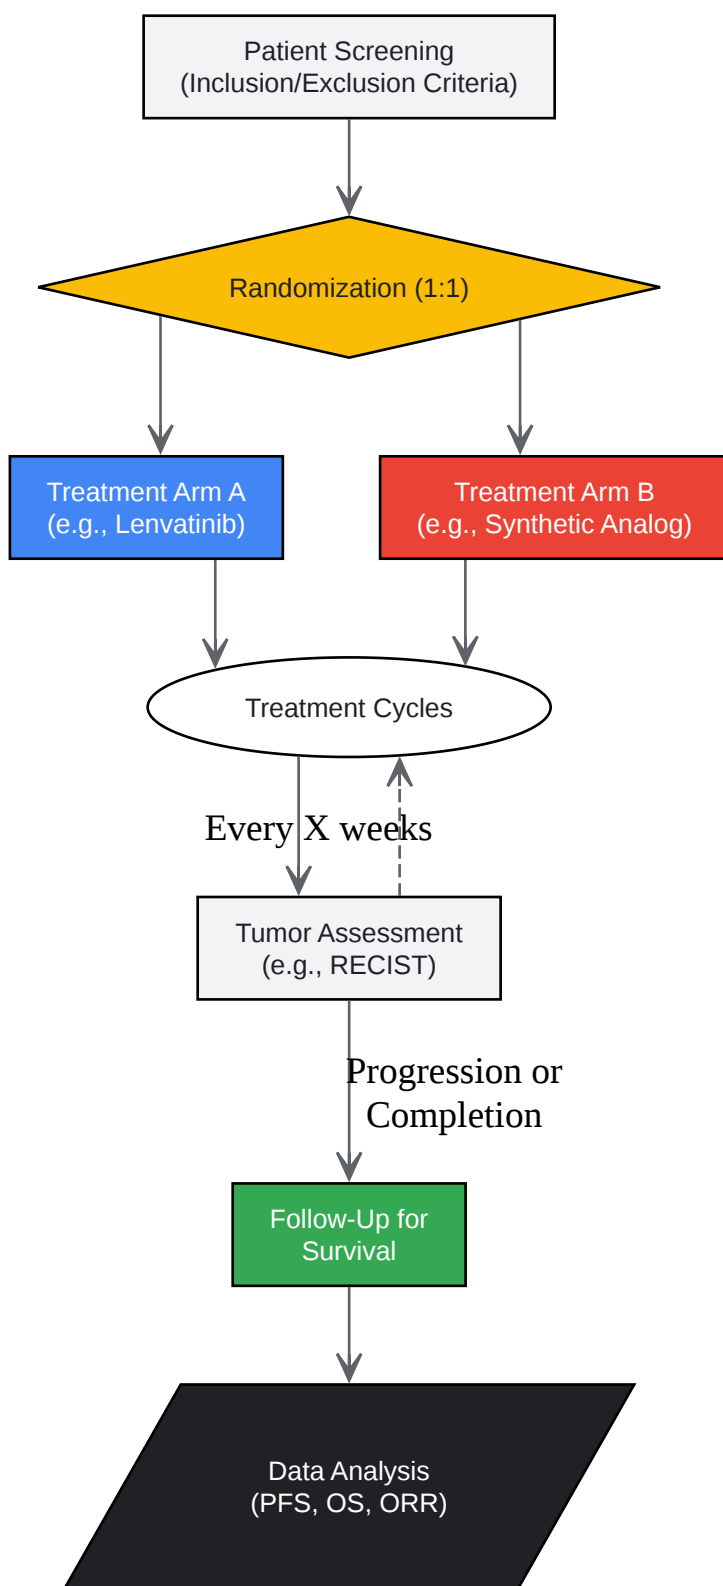 Patient Screening
(Inclusion/Exclusion Criteria)
Randomization (1:1)
Treatment Arm A
(e.g., Lenvatinib)
Treatment Arm B
(e.g., Synthetic Analog)
Treatment Cycles
Every X weeks
Tumor Assessment
(e.g., RECIST)
Progression or
Completion
Follow-Up for
Survival
Data Analysis
(PFS, OS, ORR)